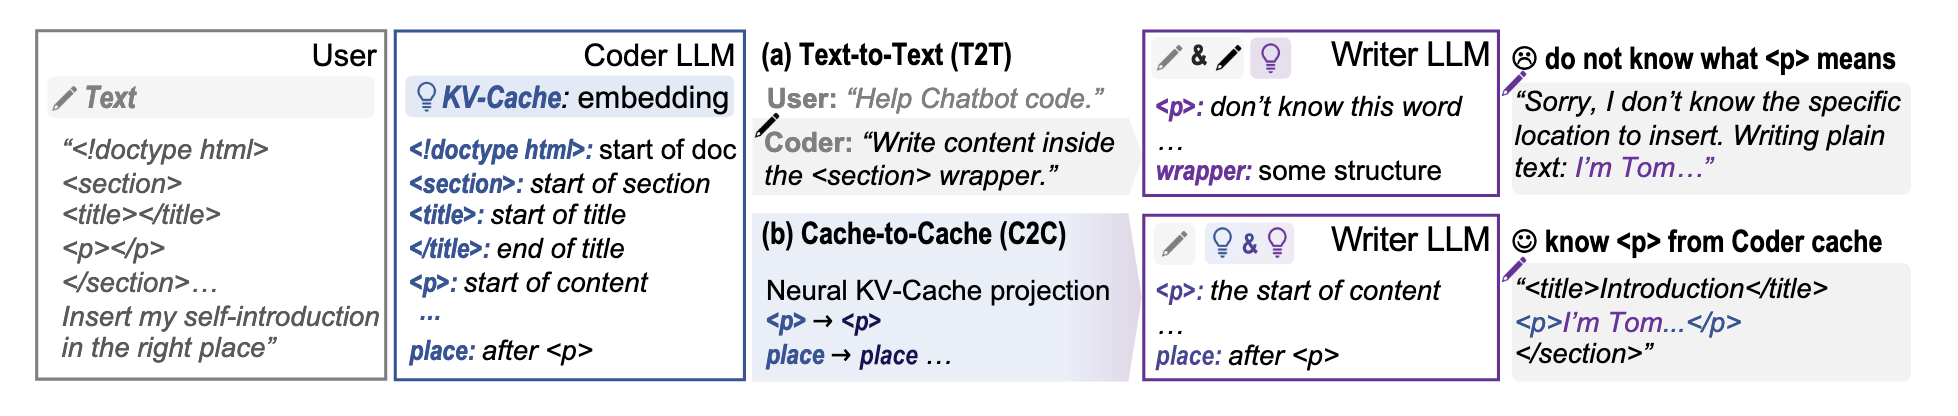 User
Text
“<!doctype html>
<section>
<title></title>
<p></p>
</section>…
Insert my self-introduction
in the right place”
Coder LLM
KV-Cache: embedding
<!doctype html>: start of doc
<section>: start of section
<title>: start of title
</title>: end of title
<p>: start of content
...
place: after <p>
(a) Text-to-Text (T2T)
User: “Help Chatbot code.”
Coder: “Write content inside
the <section> wrapper.”
& Writer LLM
<p>: don’t know this word
…
wrapper: some structure
☹ do not know what <p> means
“Sorry, I don’t know the specific
location to insert. Writing plain
text: I’m Tom…”
(b) Cache-to-Cache (C2C)
Neural KV-Cache projection
<p> → <p>
place → place …
& Writer LLM
<p>: the start of content
…
place: after <p>
☺ know <p> from Coder cache
“<title>Introduction</title>
<p>I’m Tom...</p>
</section>”